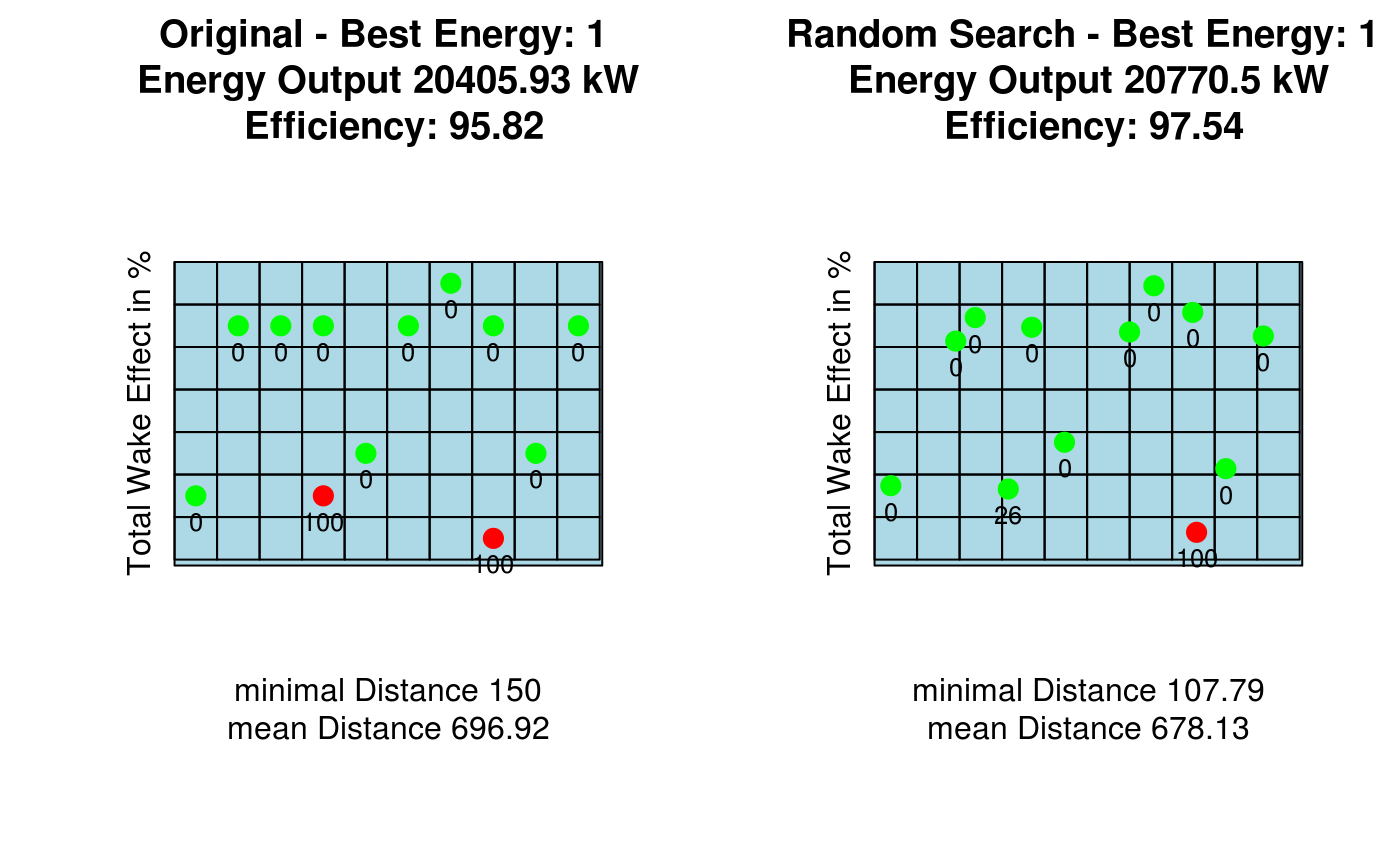 Original - Best Energy: 1
Energy Output 20405.93 kW
Efficiency: 95.82
Total Wake Effect in %
0
0 0 0 0 0 0
0 0
0 100
100
minimal Distance 150
mean Distance 696.92
Random Search - Best Energy: 1
Energy Output 20770.5 kW
Efficiency: 97.54
Total Wake Effect in %
0
0
0 0 0
0 0
0
0
0 26
100
minimal Distance 107.79
mean Distance 678.13